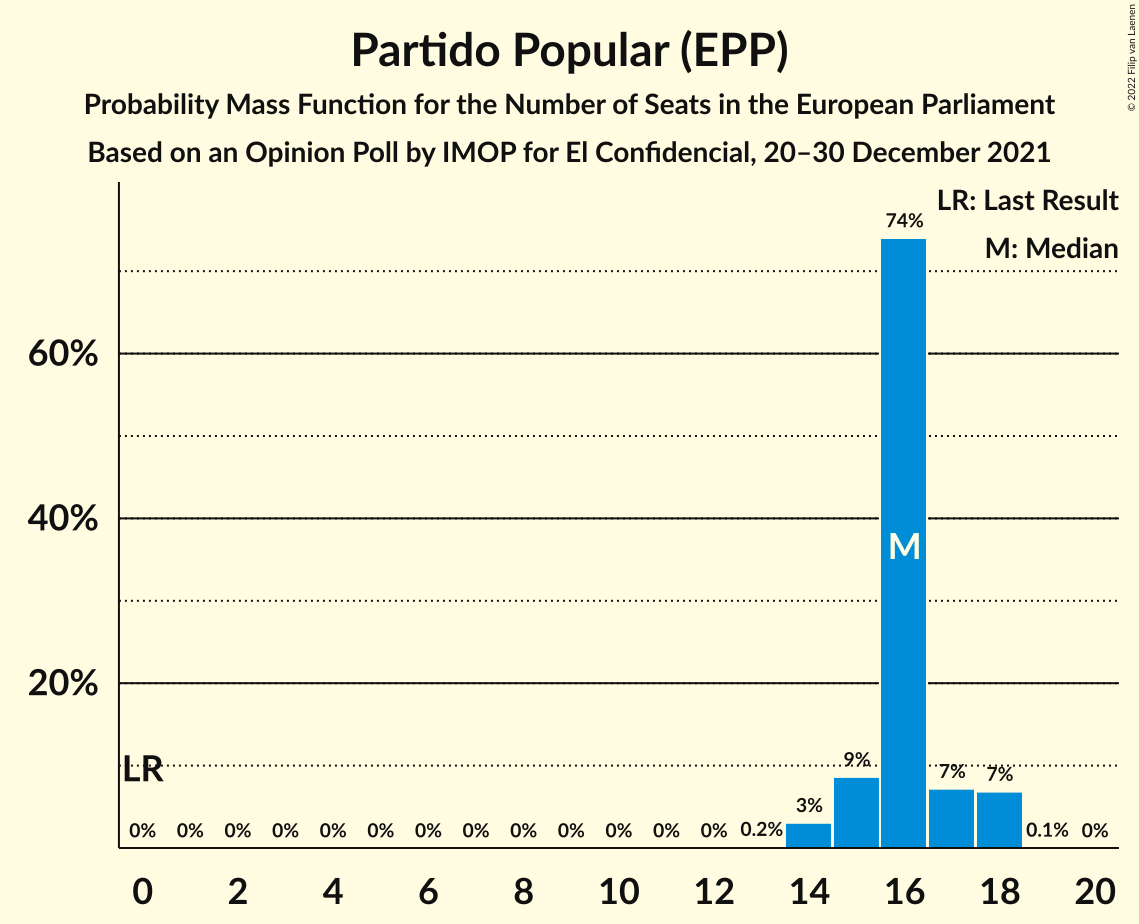 Partido Popular (EPP)
Probability Mass Function for the Number of Seats in the European Parliament
Based on an Opinion Poll by IMOP for El Confidencial, 20–30 December 2021
© 2022 Filip van Laenen
LR: Last Result
M: Median
74%
60%
40%
M
20%
LR
9%
7%
7%
3%
0% 0% 0% 0% 0% 0% 0% 0% 0% 0% 0% 0% 0% 0.2% 0.1% 0%
0 2 4 6 8 10 12 14 16 18 20